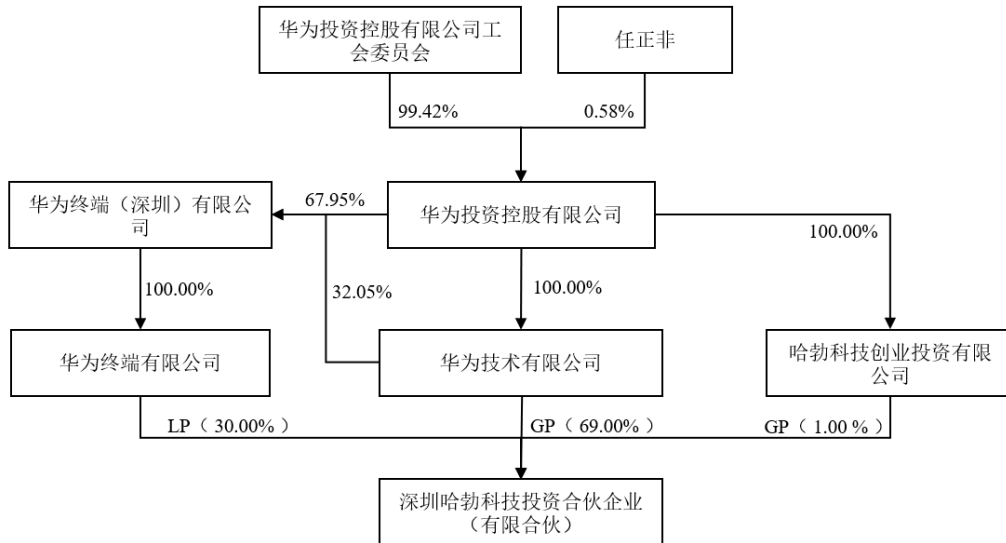 华为投资控股有限公司工
会委员会
任正非
99.42%
0.58%
华为终端（深圳）有限公
司
67.95%
华为投资控股有限公司
100.00%
100.00%
32.05%
100.00%
华为终端有限公司
华为技术有限公司
哈勃科技创业投资有限
公司
LP（ 30.00% ）
GP（ 69.00% ）
GP（ 1.00 % ）
深圳哈勃科技投资合伙企业
（有限合伙）